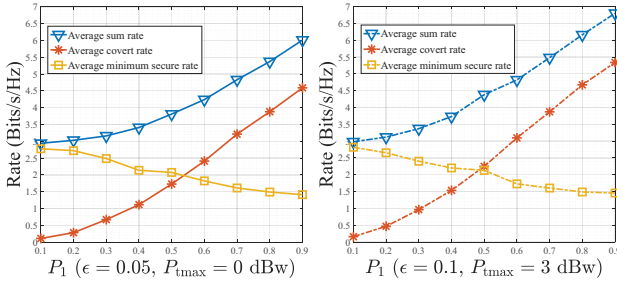 7
6.5
6
5.5
5
4.5
4
3.5
3
2.5
2
1.5
1
0.5
0
Rate (Bits/s/Hz)
Average sum rate
Average covert rate
Average minimum secure rate
0.1 0.2 0.3 0.4 0.5 0.6 0.7 0.8 0.9
P₁ (ϵ = 0.05, Pₜₘₐₓ = 0 dBw)
7
6.5
6
5.5
5
4.5
4
3.5
3
2.5
2
1.5
1
0.5
0
Rate (Bits/s/Hz)
Average sum rate
Average covert rate
Average minimum secure rate
0.1 0.2 0.3 0.4 0.5 0.6 0.7 0.8 0.9
P₁ (ϵ = 0.1, Pₜₘₐₓ = 3 dBw)